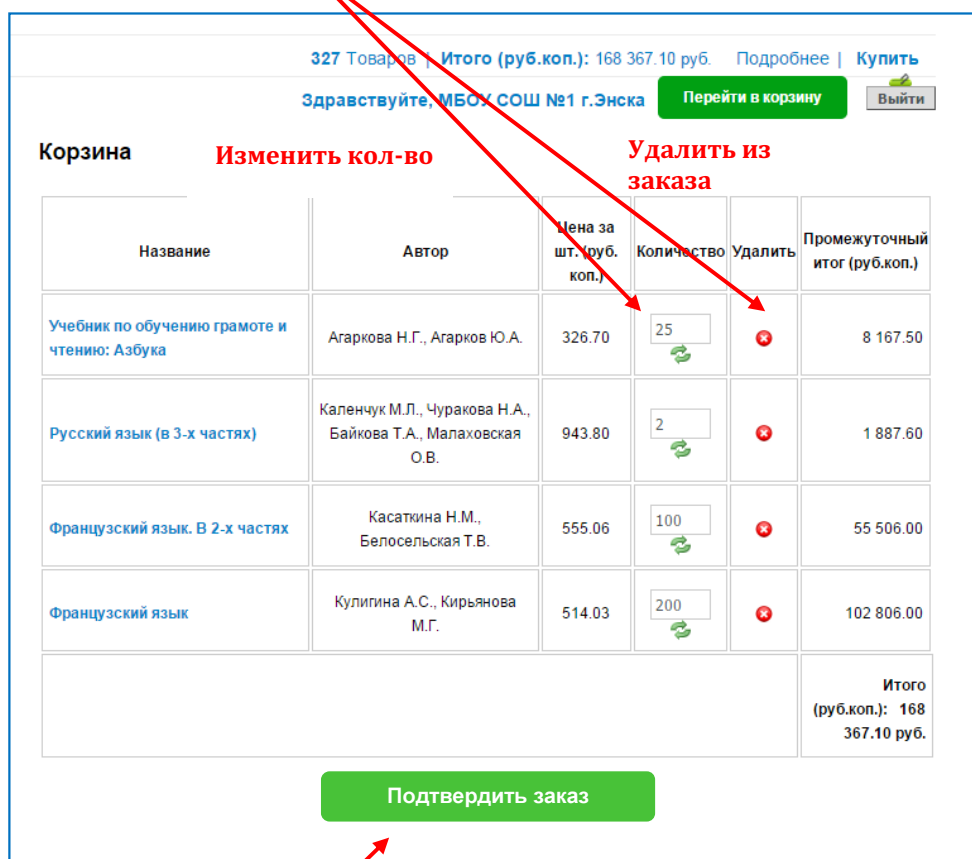 327 Товаров | Итого (руб.коп.): 168 367.10 руб. Подробнее | Купить
Здравствуйте, МБОУ СОШ №1 г.Энска Перейти в корзину Выйти
Корзина
Изменить кол-во
Удалить из
заказа
Название Автор Цена за шт. (руб. коп.) Количество Удалить Промежуточный итог (руб.коп.)
Учебник по обучению грамоте и
чтению: Азбука
Агаркова Н.Г., Агарков Ю.А.
326.70
25
8 167.50
Русский язык (в 3-х частях)
Каленчук М.Л., Чуракова Н.А.,
Байкова Т.А., Малаховская
О.В.
943.80
2
1 887.60
Французский язык. В 2-х частях
Касаткина Н.М.,
Белосельская Т.В.
555.06
100
55 506.00
Французский язык
Кулигина А.С., Кирьянова
М.Г.
514.03
200
102 806.00
Итого
(руб.коп.): 168
367.10 руб.
Подтвердить заказ